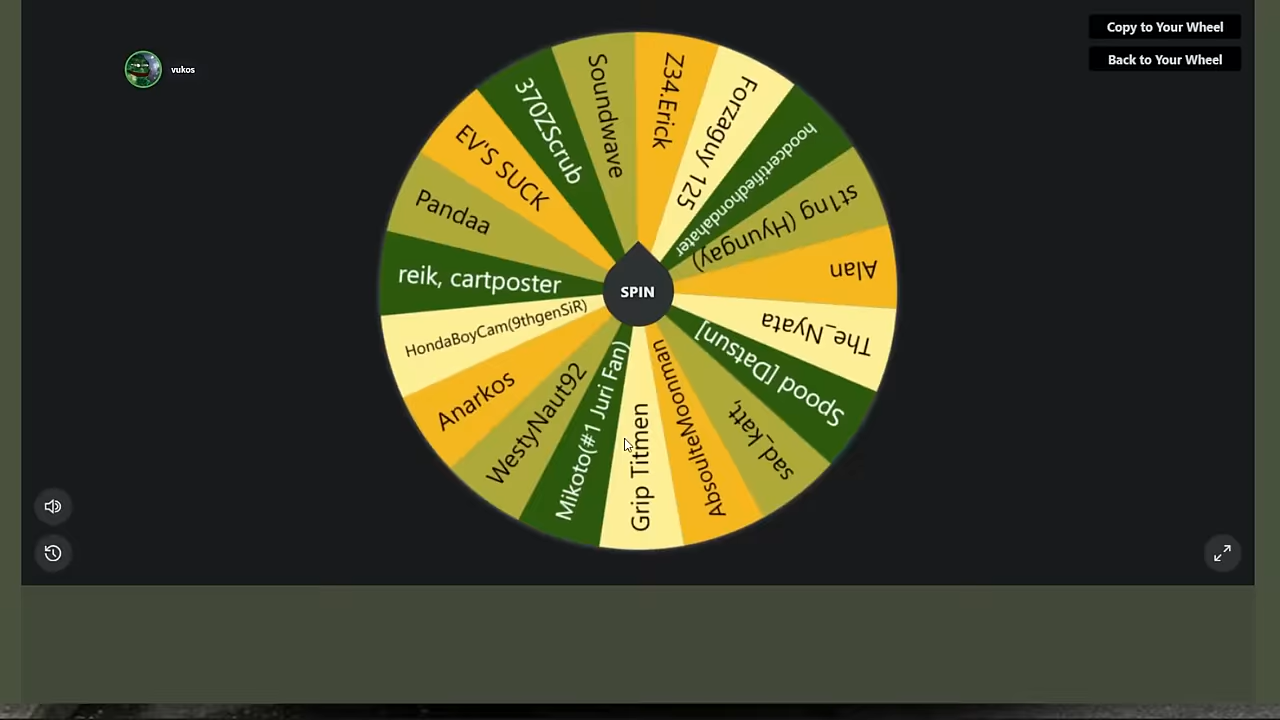 Copy to Your Wheel
Back to Your Wheel
vukos
Z34.Erick
Forzaguy 125
hoodcertifiedhondahater
st1ng (Hyungay)
Alan
The_Nyata
Spood [Datsun]
sad_katt,
AbsoulteMoonman
Grip Titmen
Mikoto(#1 Juri Fan)
WestyNaut92
Anarkos
HondaBoyCam(9thgenSiR)
reik, cartposter
Pandaa
EV'S SUCK
370ZScrub
Soundwave
SPIN